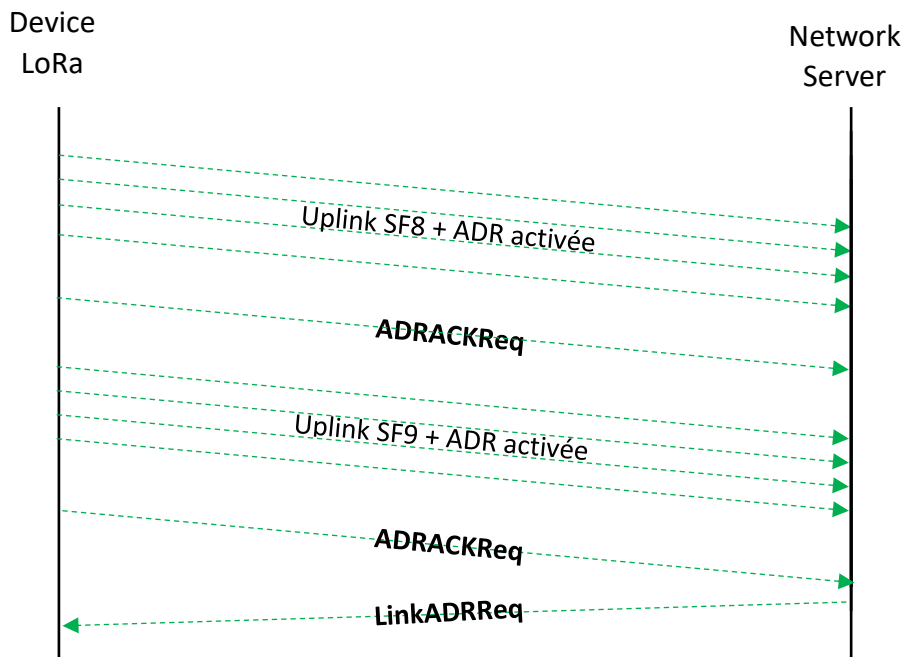 Device
LoRa
Network
Server
Uplink SF8 + ADR activée
ADRACKReq
Uplink SF9 + ADR activée
ADRACKReq
LinkADRReq